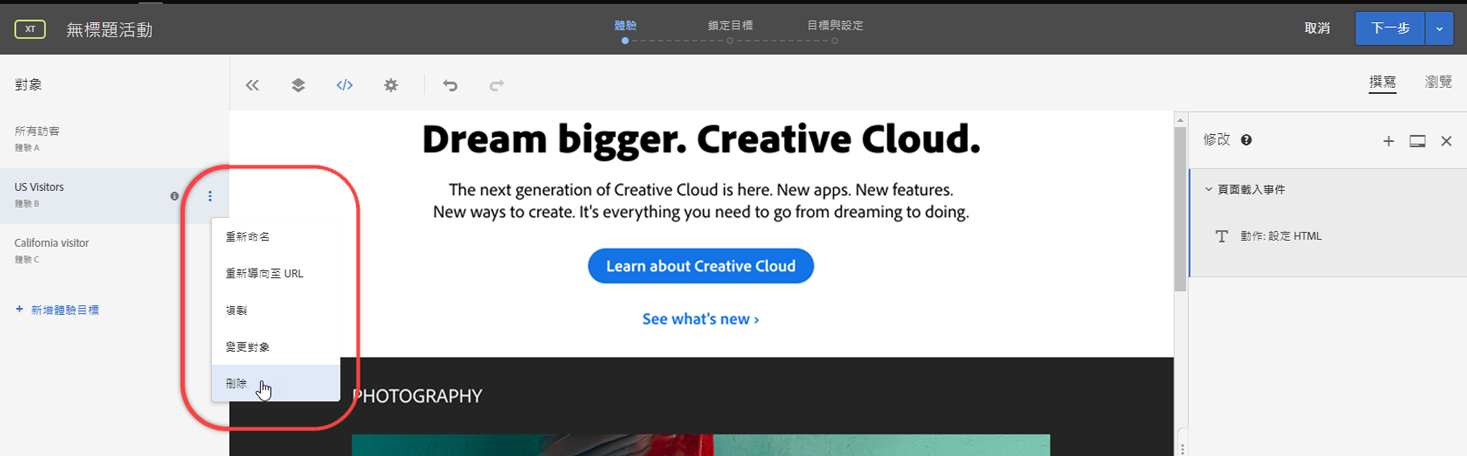 XT
無標題活動
體驗
鎖定目標
目標與設定
取消
下一步
對象
撰寫
瀏覽
所有訪客
體驗 A
US Visitors
體驗 B
California visitor
體驗 C
+ 新增體驗目標
重新命名
重新導向至 URL
複製
變更對象
刪除
Dream bigger. Creative Cloud.
The next generation of Creative Cloud is here. New apps. New features.
New ways to create. It's everything you need to go from dreaming to doing.
Learn about Creative Cloud
See what's new ›
PHOTOGRAPHY
修改
頁面載入事件
動作: 設定 HTML